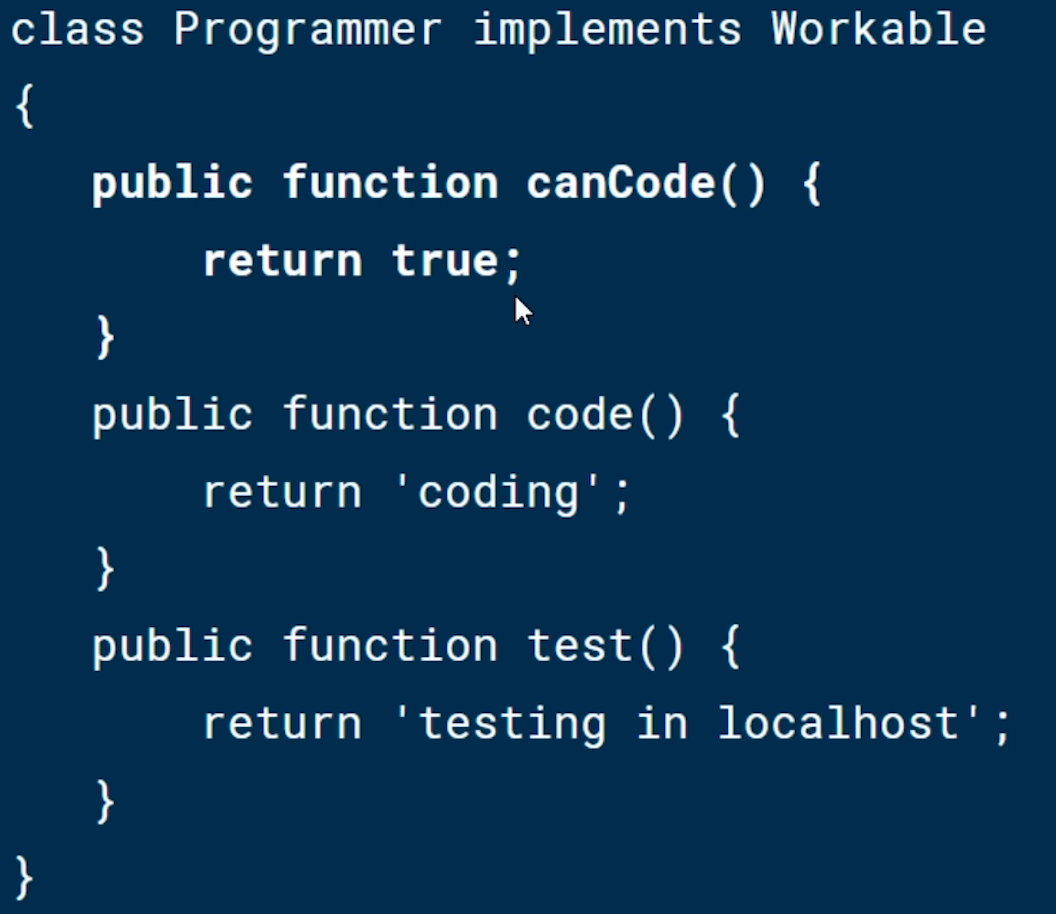 class Programmer implements Workable
{
public function canCode() {
return true;
}
public function code() {
return 'coding';
}
public function test() {
return 'testing in localhost';
}
}